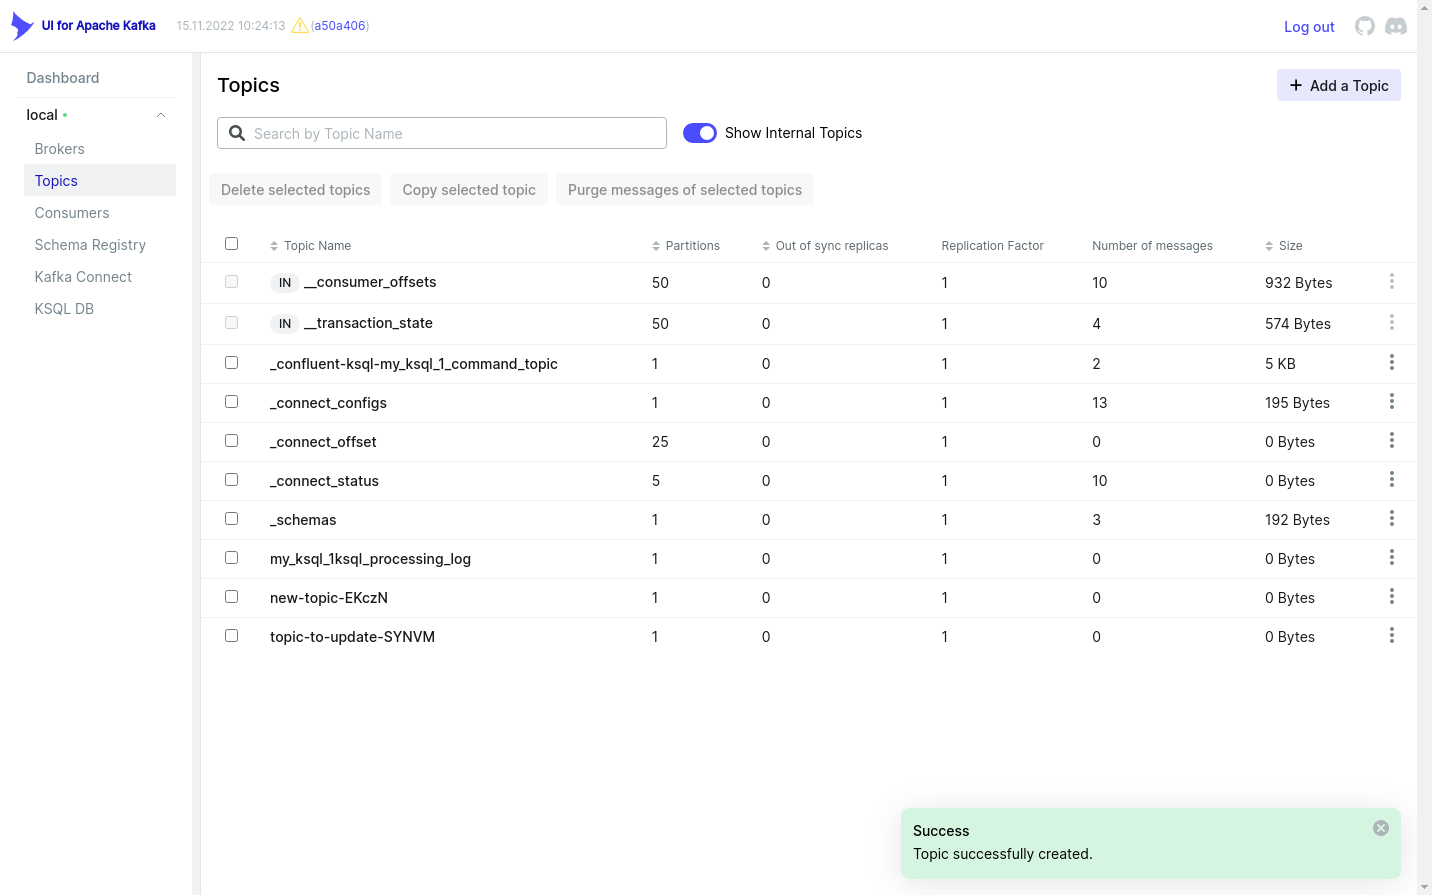 UI for Apache Kafka 15.11.2022 10:24:13 (a50a406) Log out
Dashboard
local
Brokers
Topics
Consumers
Schema Registry
Kafka Connect
KSQL DB
Topics
Add a Topic
Search by Topic Name Show Internal Topics
Delete selected topics Copy selected topic Purge messages of selected topics
Topic Name Partitions Out of sync replicas Replication Factor Number of messages Size
IN __consumer_offsets 50 0 1 10 932 Bytes
IN __transaction_state 50 0 1 4 574 Bytes
_confluent-ksql-my_ksql_1_command_topic 1 0 1 2 5 KB
_connect_configs 1 0 1 13 195 Bytes
_connect_offset 25 0 1 0 0 Bytes
_connect_status 5 0 1 10 0 Bytes
_schemas 1 0 1 3 192 Bytes
my_ksql_1ksql_processing_log 1 0 1 0 0 Bytes
new-topic-EKczN 1 0 1 0 0 Bytes
topic-to-update-SYNVM 1 0 1 0 0 Bytes
Success
Topic successfully created.